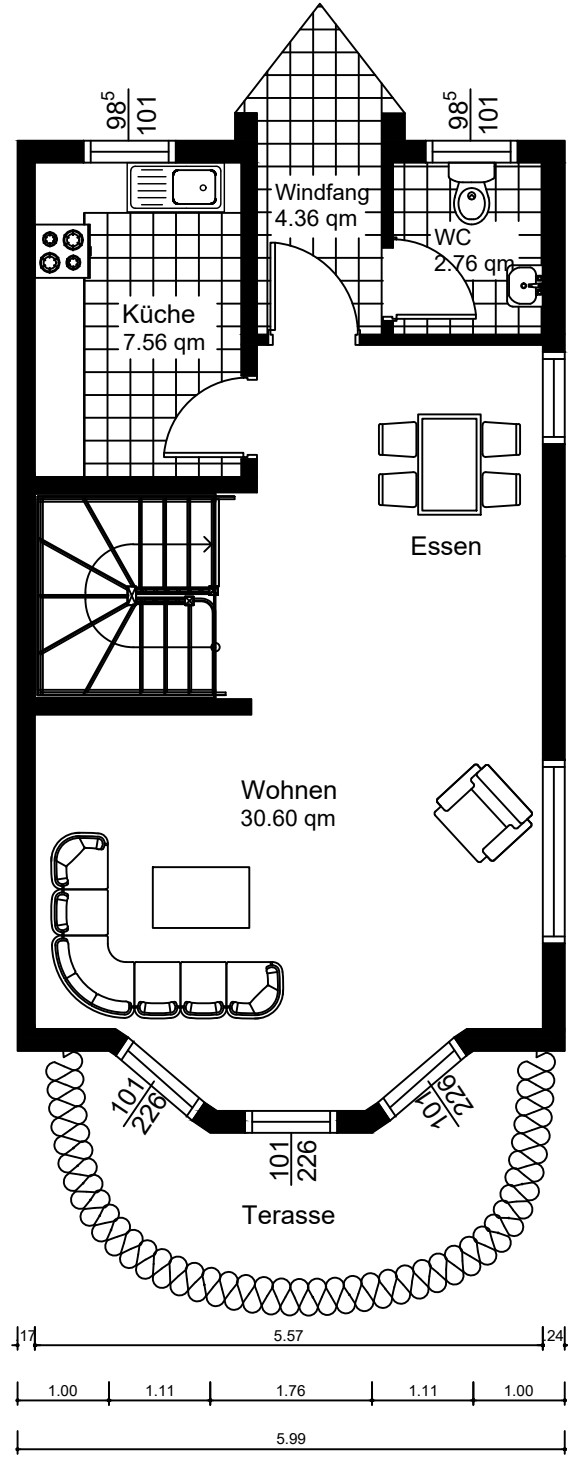 98⁵
101
98⁵
101
Windfang
4.36 qm
WC
2.76 qm
Küche
7.56 qm
Essen
Wohnen
30.60 qm
101
226
101
226
101
226
Terasse
17 5.57 24
1.00 1.11 1.76 1.11 1.00
5.99